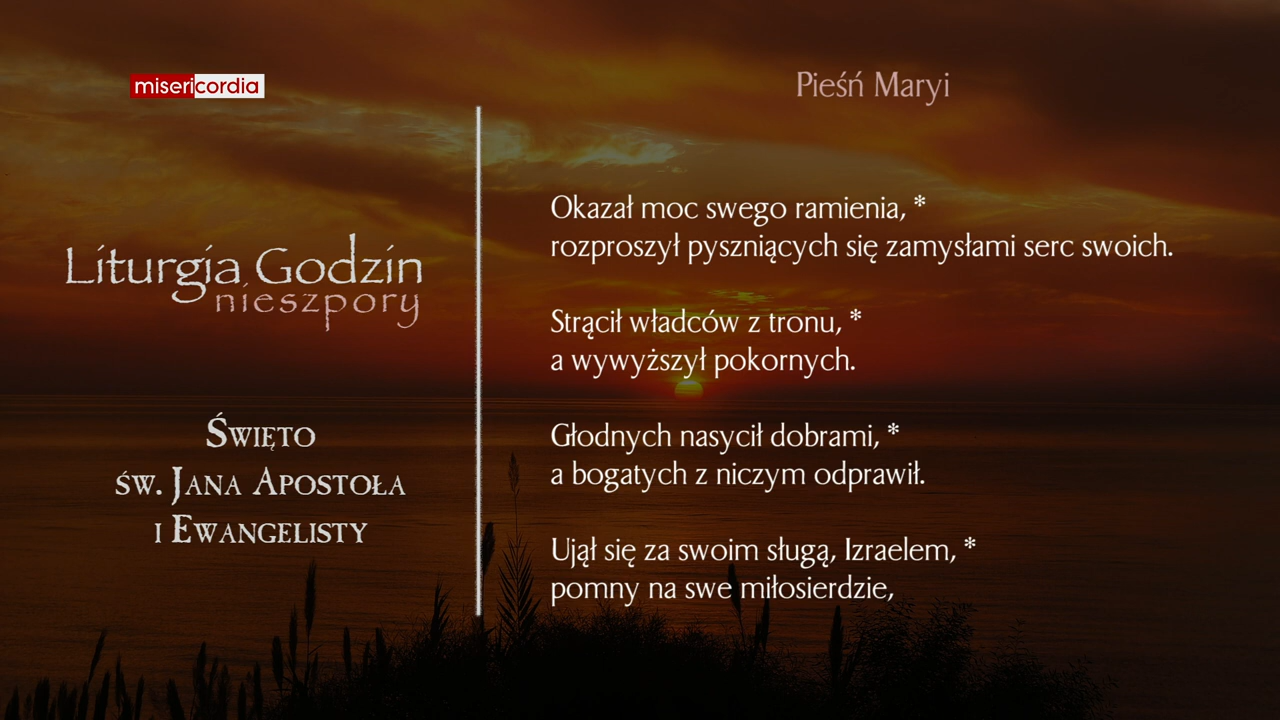 misericordia
Liturgia Godzin
nieszpory
Święto
św. Jana Apostoła
i Ewangelisty
Pieśń Maryi
Okazał moc swego ramienia, *
rozproszył pyszniących się zamysłami serc swoich.
Strącił władców z tronu, *
a wywyższył pokornych.
Głodnych nasycił dobrami, *
a bogatych z niczym odprawił.
Ujął się za swoim sługą, Izraelem, *
pomny na swe miłosierdzie,